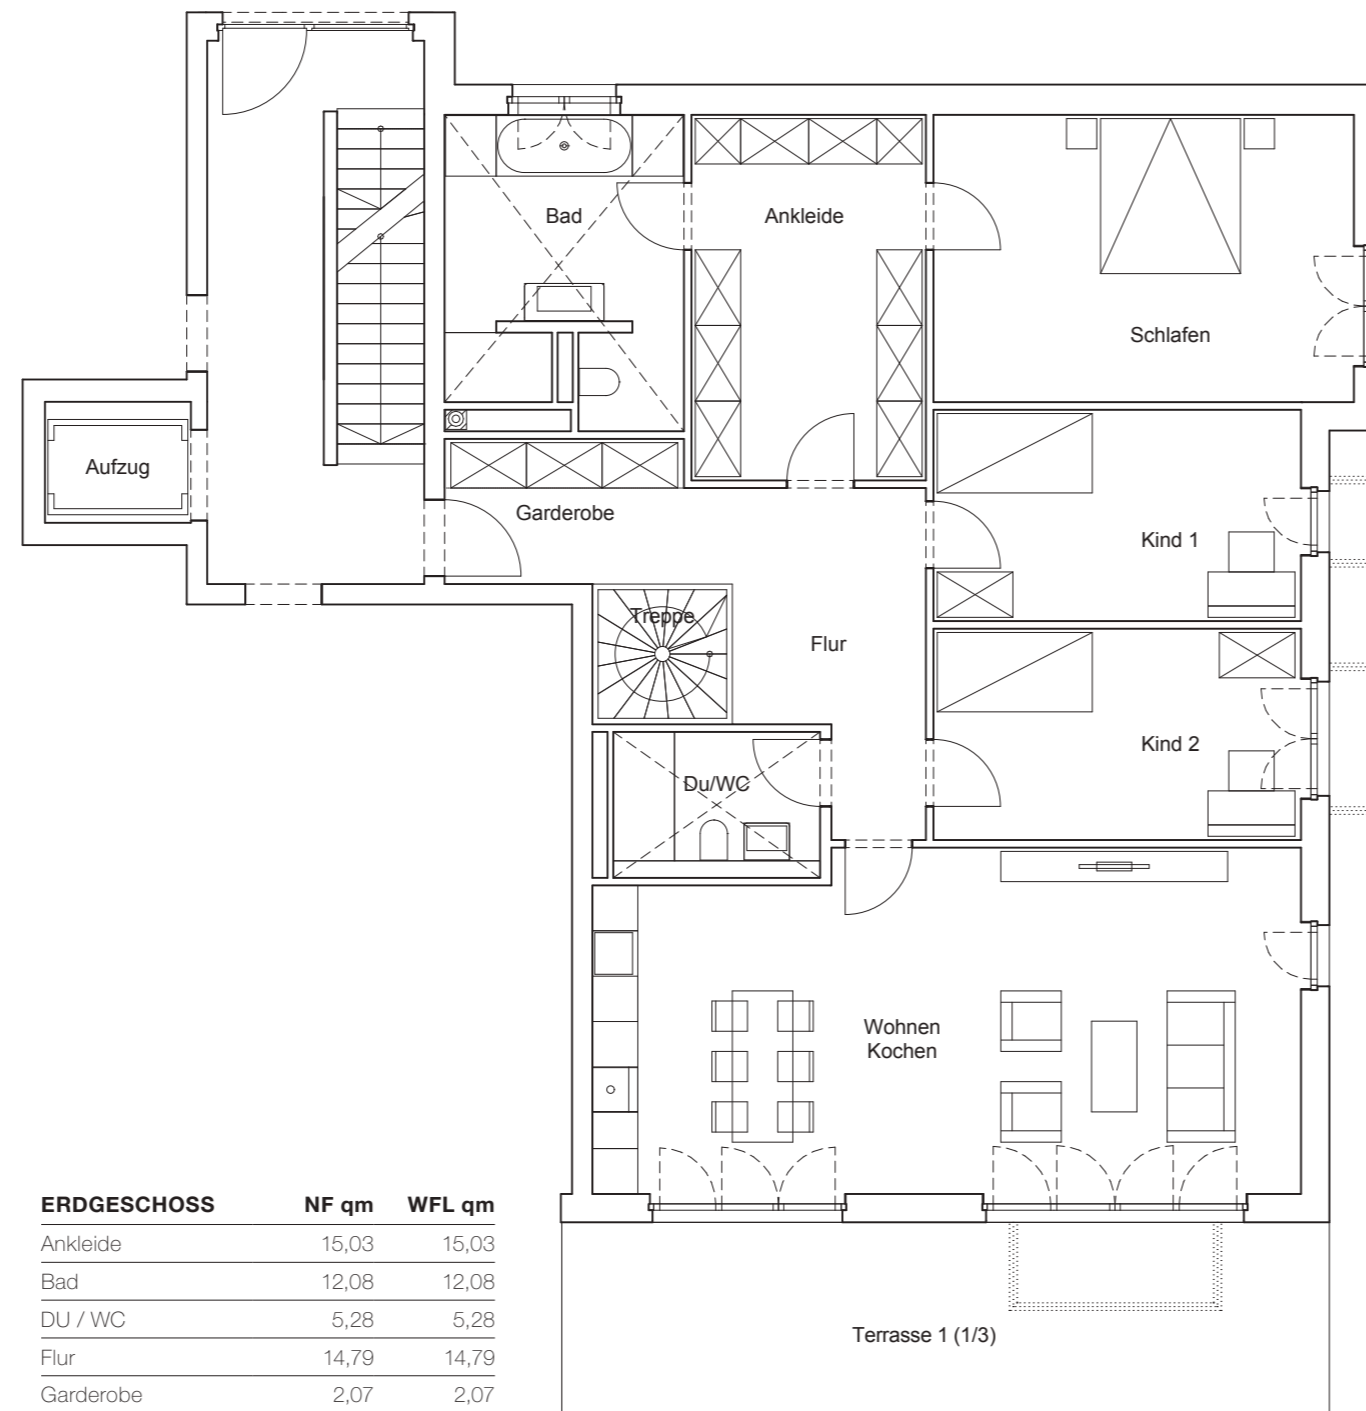 Bad
Ankleide
Schlafen
Aufzug
Garderobe
Kind 1
Treppe
Flur
Kind 2
Du/WC
Wohnen
Kochen
Terrasse 1 (1/3)
ERDGESCHOSS NF qm WFL qm
Ankleide 15,03 15,03
Bad 12,08 12,08
DU / WC 5,28 5,28
Flur 14,79 14,79
Garderobe 2,07 2,07